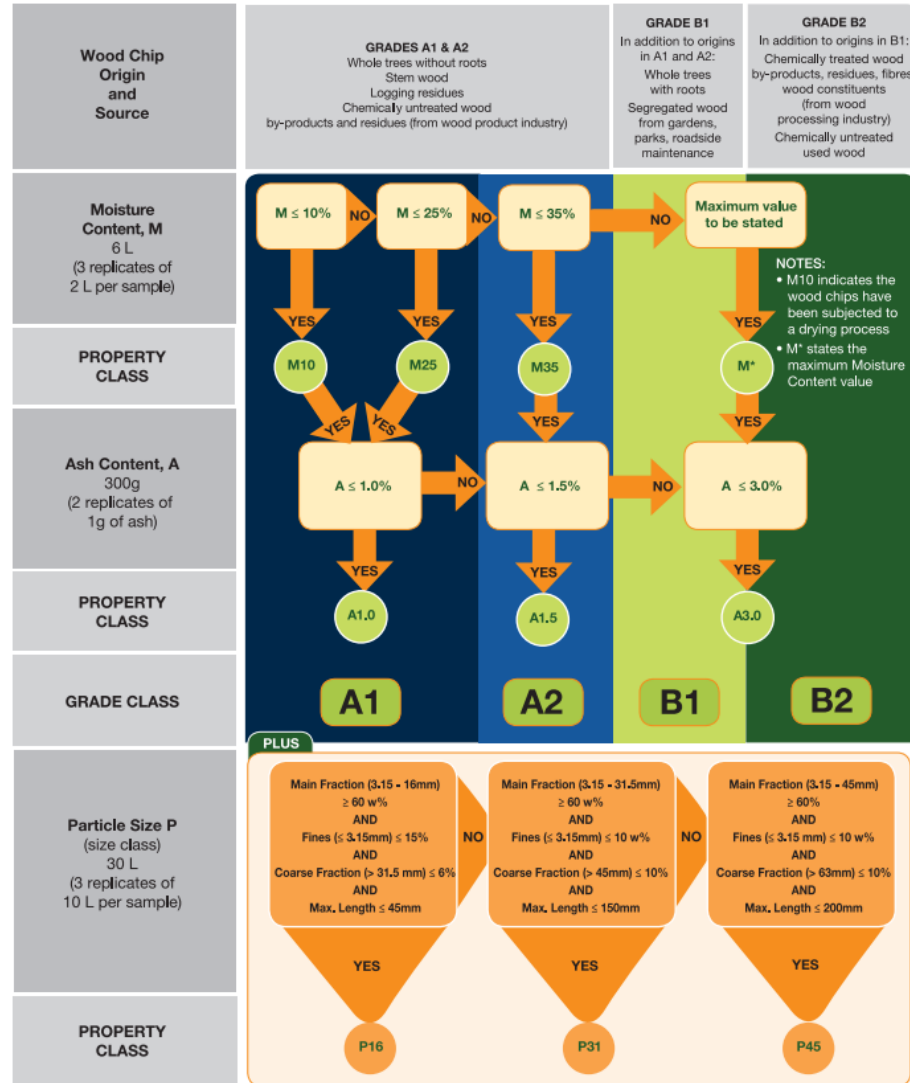 Wood Chip
Origin
and
Source
GRADES A1 & A2
Whole trees without roots
Stem wood
Logging residues
Chemically untreated wood
by-products and residues (from wood product industry)
GRADE B1
In addition to origins
in A1 and A2:
Whole trees
with roots
Segregated wood
from gardens,
parks, roadside
maintenance
GRADE B2
In addition to origins in B1:
Chemically treated wood
by-products, residues, fibres
wood constituents
(from wood
processing industry)
Chemically untreated
used wood
Moisture
Content, M
6 L
(3 replicates of
2 L per sample)
M ≤ 10%
NO
M ≤ 25%
NO
M ≤ 35%
NO
Maximum value
to be stated
YES
YES
YES
YES
NOTES:
• M10 indicates the
wood chips have
been subjected to
a drying process
• M* states the
maximum Moisture
Content value
PROPERTY
CLASS
M10
M25
M35
M*
YES
YES
YES
YES
Ash Content, A
300g
(2 replicates of
1g of ash)
A ≤ 1.0%
NO
A ≤ 1.5%
NO
A ≤ 3.0%
YES
YES
YES
PROPERTY
CLASS
A1.0
A1.5
A3.0
GRADE CLASS
A1
A2
B1
B2
PLUS
Particle Size P
(size class)
30 L
(3 replicates of
10 L per sample)
Main Fraction (3.15 - 16mm)
≥ 60 w%
AND
Fines (≤ 3.15mm) ≤ 15%
AND
Coarse Fraction (> 31.5 mm) ≤ 6%
AND
Max. Length ≤ 45mm
NO
Main Fraction (3.15 - 31.5mm)
≥ 60 w%
AND
Fines (≤ 3.15mm) ≤ 10 w%
AND
Coarse Fraction (> 45mm) ≤ 10%
AND
Max. Length ≤ 150mm
NO
Main Fraction (3.15 - 45mm)
≥ 60%
AND
Fines (≤ 3.15 mm) ≤ 10 w%
AND
Coarse Fraction (> 63mm) ≤ 10%
AND
Max. Length ≤ 200mm
YES
YES
YES
PROPERTY
CLASS
P16
P31
P45